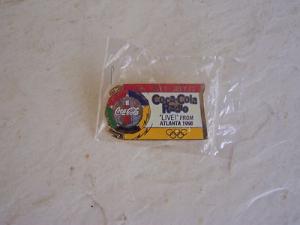 Coca-Cola
Coca-Cola
Radio
"LIVE!" FROM
ATLANTA 1996